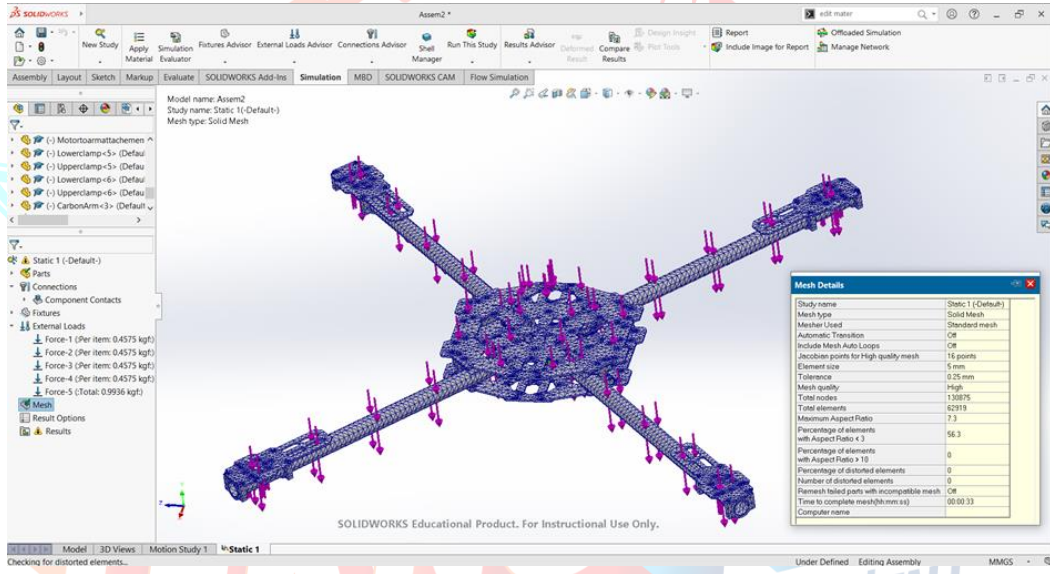 SOLIDWORKS
Assem2 *
edit mater
New Study
Apply Material
Simulation Evaluator
Fixtures Advisor
External Loads Advisor
Connections Advisor
Shell Manager
Run This Study
Results Advisor
Deformed Result
Compare Results
Design Insight
Plot Tools
Report
Include Image for Report
Offloaded Simulation
Manage Network
Assembly Layout Sketch Markup Evaluate SOLIDWORKS Add-Ins Simulation MBD SOLIDWORKS CAM Flow Simulation
Model name: Assem2
Study name: Static 1(-Default-)
Mesh type: Solid Mesh
(-) Motortoarmattachemen
(-) Lowerclamp<5> (Defaul
(-) Upperclamp<5> (Defau
(-) Lowerclamp<6> (Defaul
(-) Upperclamp<6> (Defau
(-) CarbonArm<3> (Default
Static 1 (-Default-)
Parts
Connections
Component Contacts
Fixtures
External Loads
Force-1 (:Per item: 0.4575 kgf:)
Force-2 (:Per item: 0.4575 kgf:)
Force-3 (:Per item: 0.4575 kgf:)
Force-4 (:Per item: 0.4575 kgf:)
Force-5 (:Total: 0.9936 kgf:)
Mesh
Result Options
Results
Mesh Details
Study name Static 1 (-Default-)
Mesh type Solid Mesh
Mesher Used Standard mesh
Automatic Transition Off
Include Mesh Auto Loops Off
Jacobian points for High quality mesh 16 points
Element size 5 mm
Tolerance 0.25 mm
Mesh quality High
Total nodes 130875
Total elements 62919
Maximum Aspect Ratio 7.3
Percentage of elements
with Aspect Ratio < 3 56.3
Percentage of elements
with Aspect Ratio > 10 0
Percentage of distorted elements 0
Number of distorted elements 0
Remesh failed parts with incompatible mesh Off
Time to complete mesh(hh:mm:ss) 00:00:33
Computer name
SOLIDWORKS Educational Product. For Instructional Use Only.
Model 3D Views Motion Study 1 Static 1
Checking for distorted elements...
Under Defined Editing Assembly MMGS